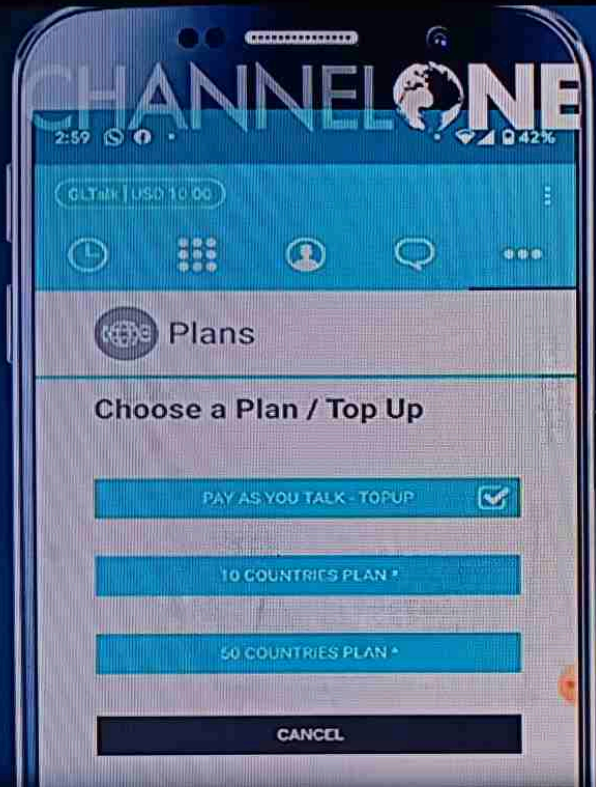 CHANNELONE
2:59
42%
GLTalk | USD 10.00
Plans
Choose a Plan / Top Up
PAY AS YOU TALK - TOPUP
10 COUNTRIES PLAN *
50 COUNTRIES PLAN *
CANCEL